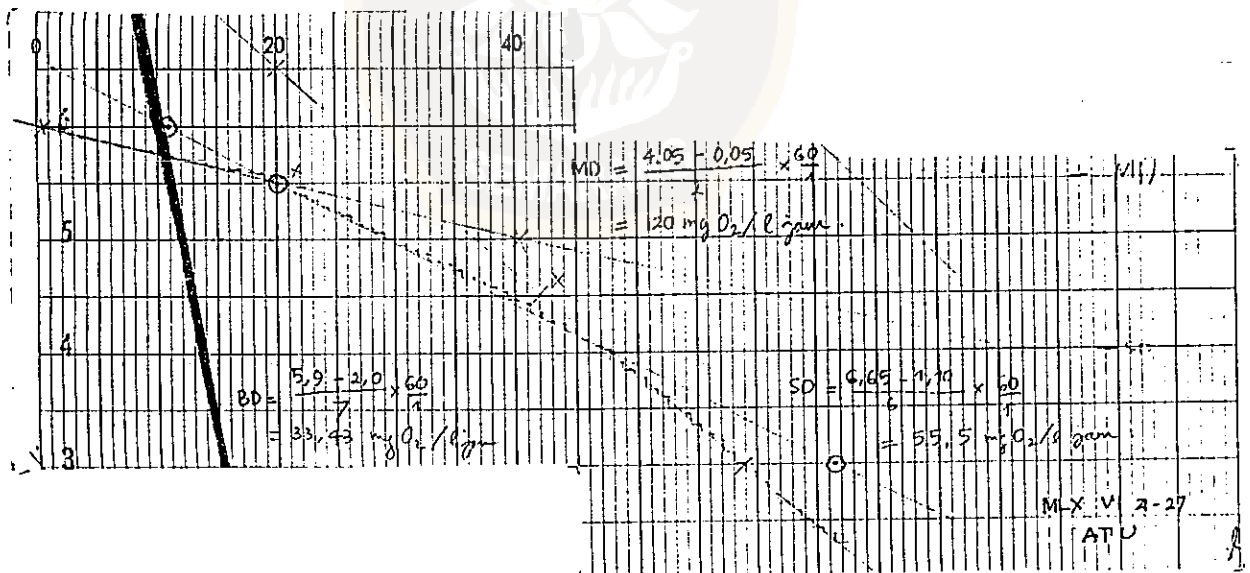 0 20 40
6
5
4
3
MD = 4,05 - 0,05 / 2 × 60/1
= 120 mg O₂/l jam
BD = 5,9 - 2,0 / 7 × 60/1
= 33,43 mg O₂/l jam
SD = 6,65 - 1,10 / 6 × 60/1
= 55,5 mg O₂/l jam
ATU